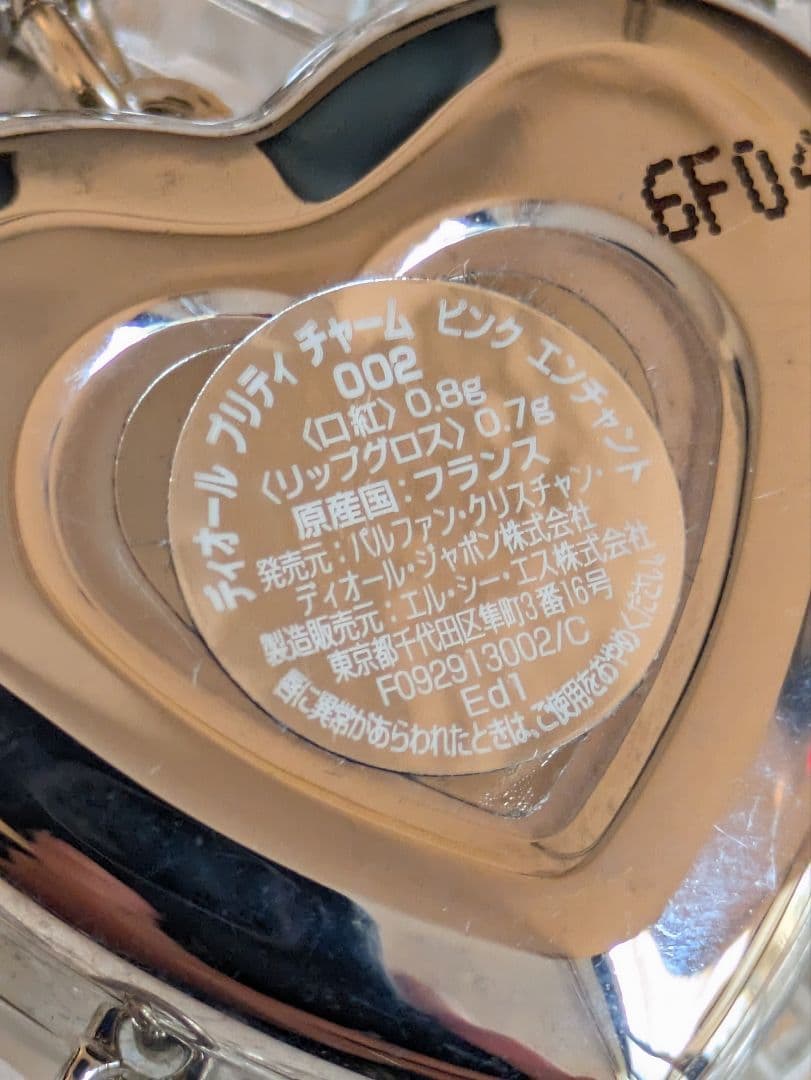 6F04
ディオール プリティ チャーム ピンク エンチャント
002
〈口紅〉0.8g
〈リップグロス〉0.7g
原産国:フランス
発売元:パルファン・クリスチャン・
ディオール・ジャポン株式会社
製造販売元:エル・シー・エス株式会社
東京都千代田区隼町3番16号
F092913002/C
Ed1
唇に異常があらわれたときは、ご使用をおやめください。